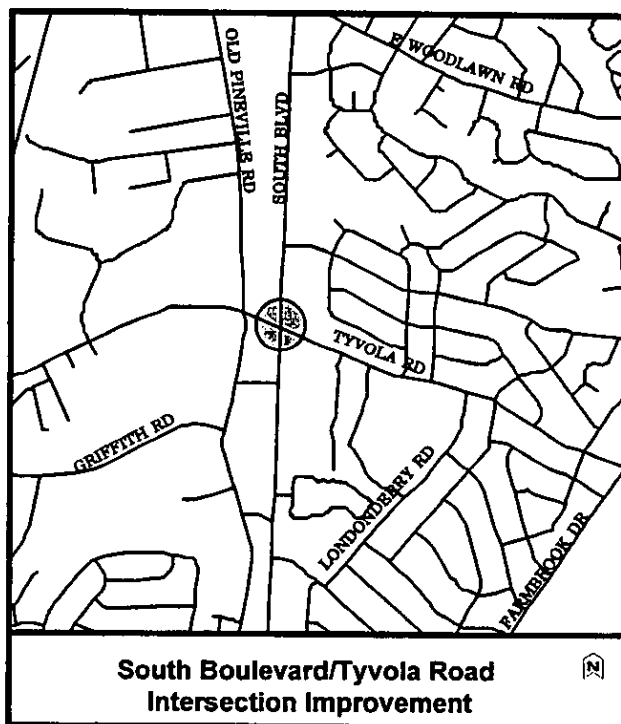 E WOODLAWN RD
OLD PINEVILLE RD
SOUTH BLVD
TYVOLA RD
GRIFFITH RD
LONDONDERRY RD
FARMBROOK DR
South Boulevard/Tyvola Road
Intersection Improvement
N